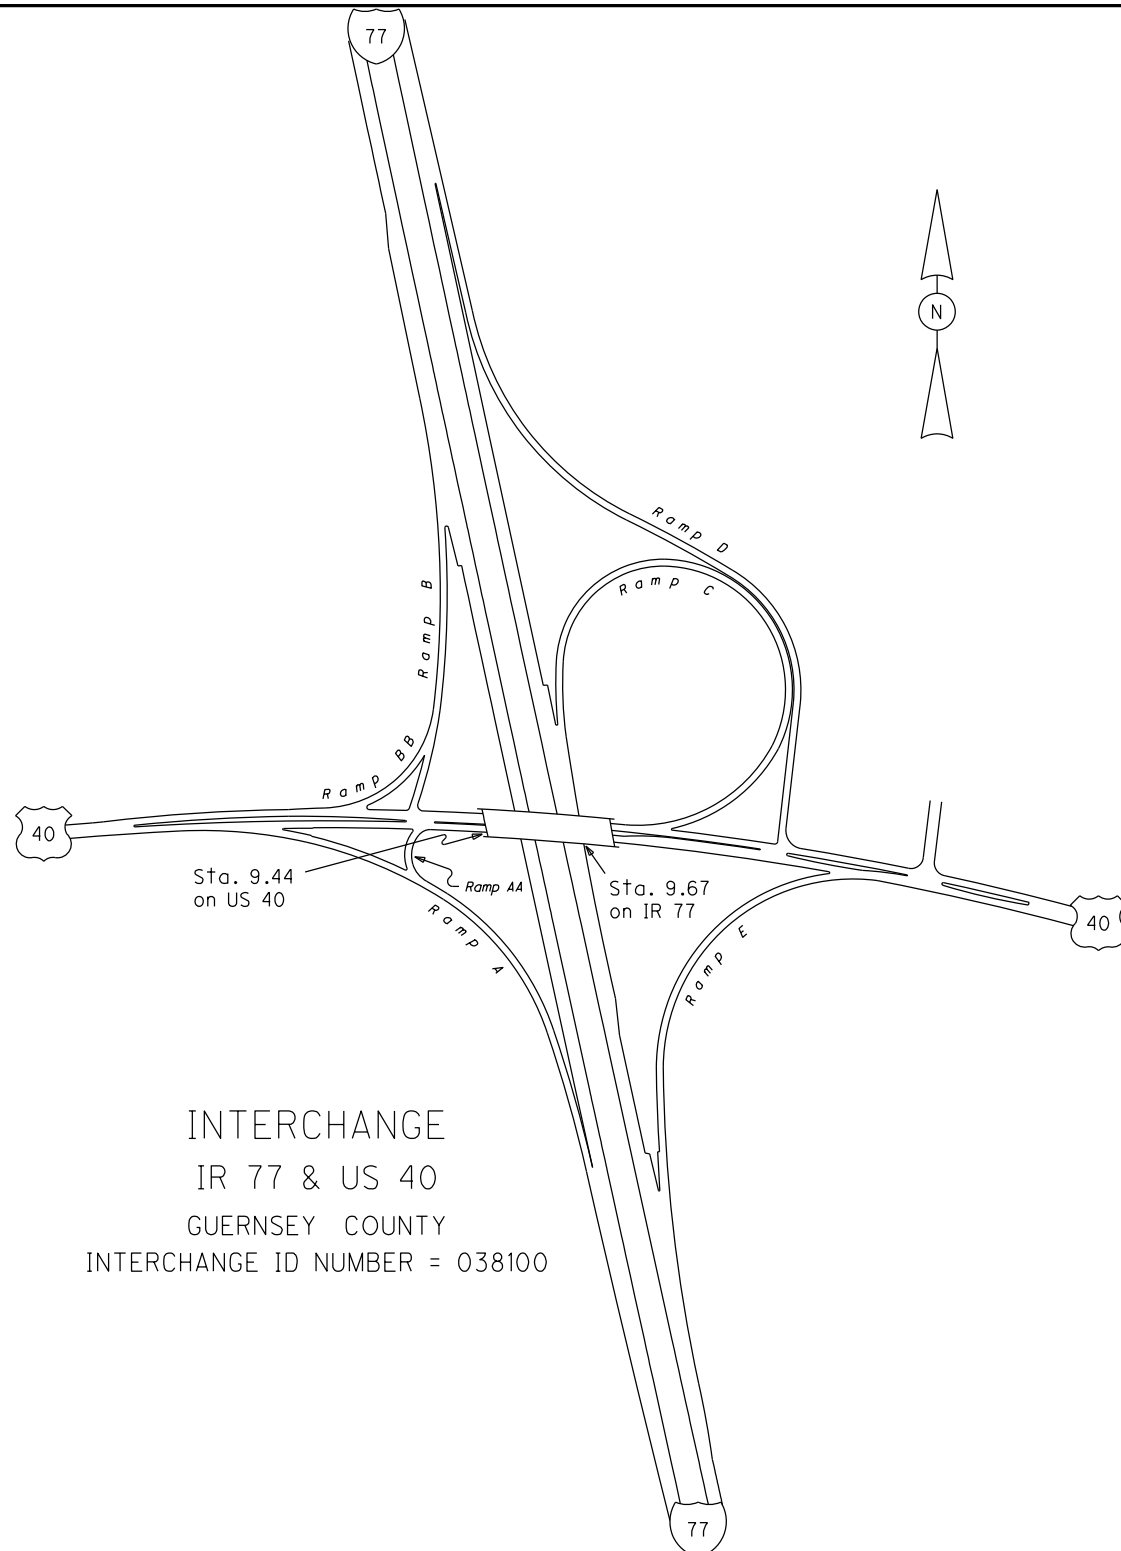 77
N
Ramp D
Ramp C
Ramp B
Ramp BB
40
Sta. 9.44
on US 40
Ramp AA
Sta. 9.67
on IR 77
40
Ramp A
Ramp E
INTERCHANGE
IR 77 & US 40
GUERNSEY COUNTY
INTERCHANGE ID NUMBER = 038100
77